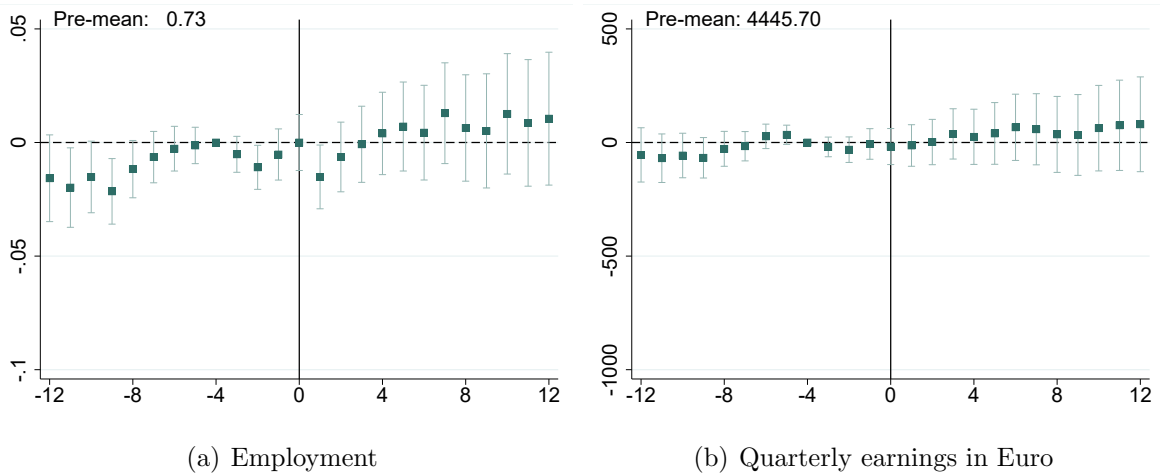 Pre-mean: 0.73
.05
0
-.05
-.1
-12 -8 -4 0 4 8 12
(a) Employment
Pre-mean: 4445.70
500
0
-500
-1000
-12 -8 -4 0 4 8 12
(b) Quarterly earnings in Euro